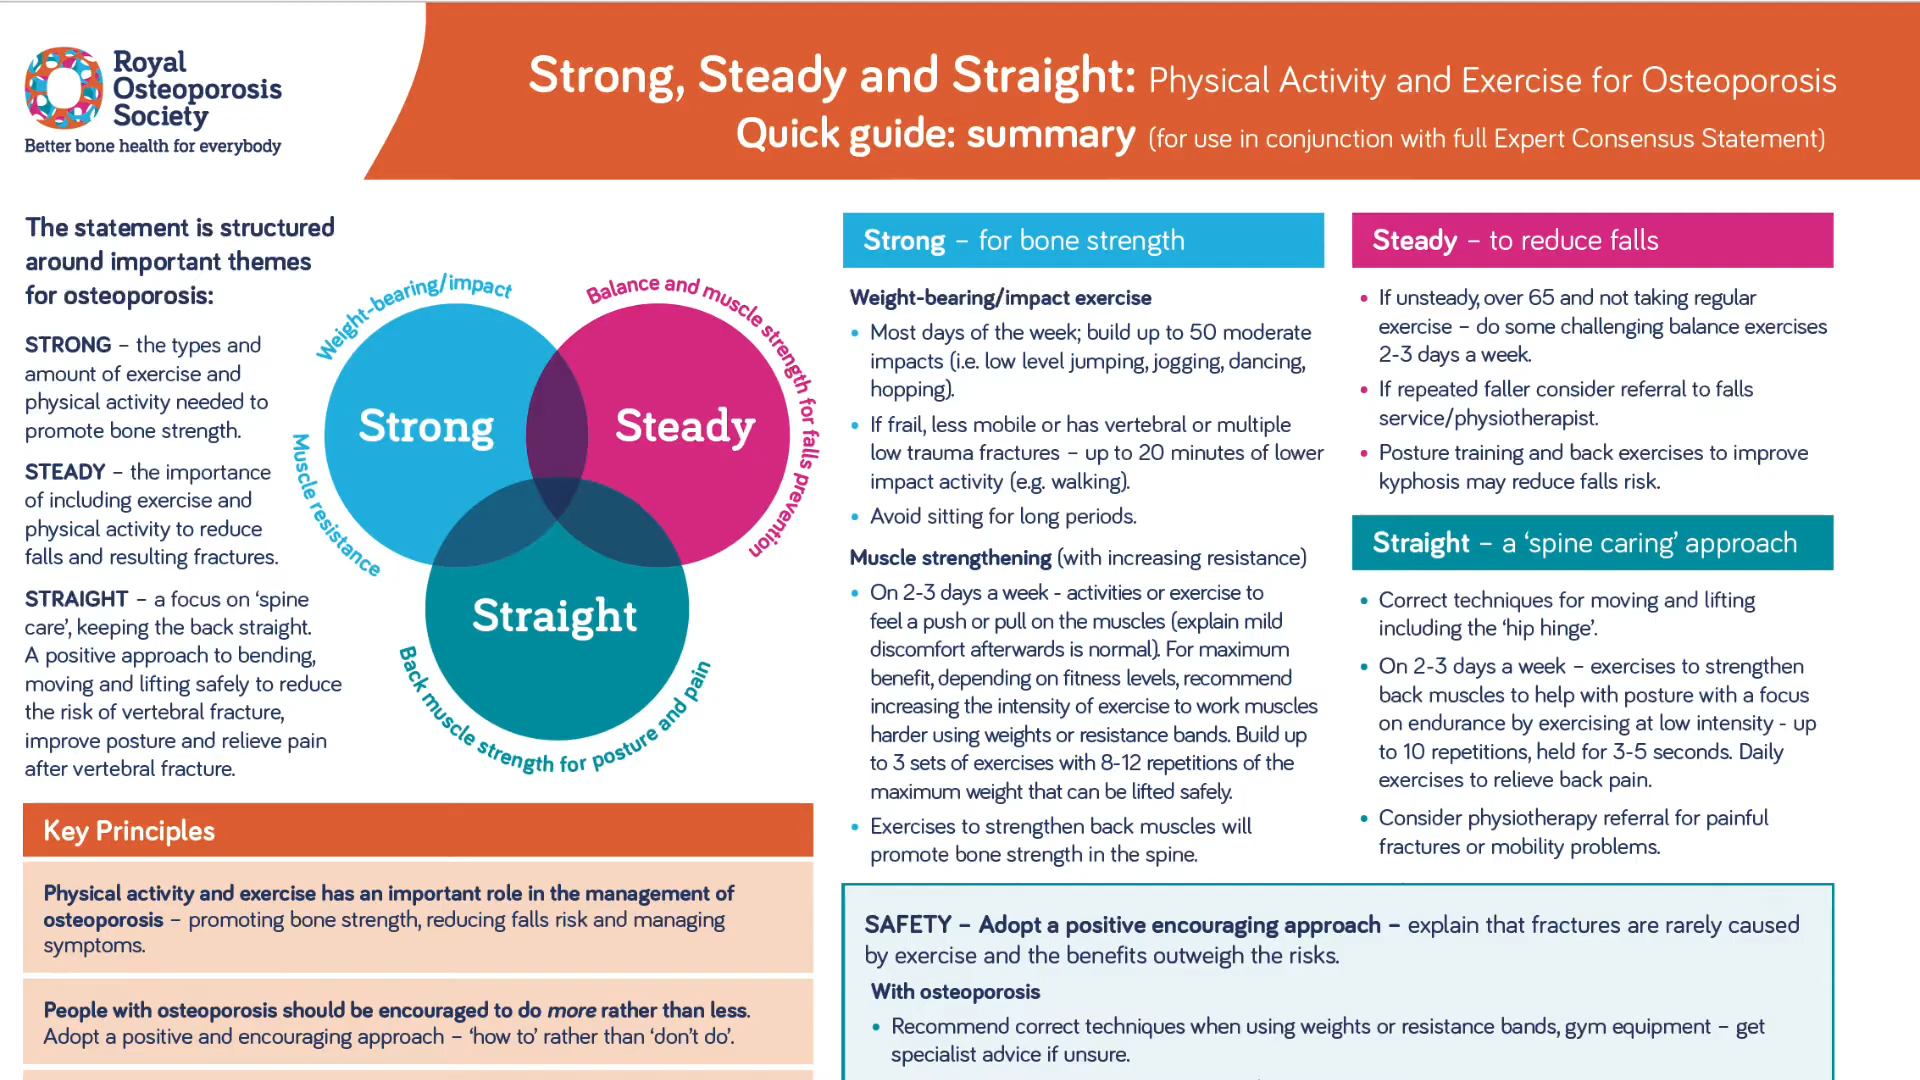 Royal
Osteoporosis
Society
Better bone health for everybody
Strong, Steady and Straight: Physical Activity and Exercise for Osteoporosis
Quick guide: summary (for use in conjunction with full Expert Consensus Statement)
The statement is structured
around important themes
for osteoporosis:
STRONG – the types and
amount of exercise and
physical activity needed to
promote bone strength.
STEADY – the importance
of including exercise and
physical activity to reduce
falls and resulting fractures.
STRAIGHT – a focus on ‘spine
care’, keeping the back straight.
A positive approach to bending,
moving and lifting safely to reduce
the risk of vertebral fracture,
improve posture and relieve pain
after vertebral fracture.
Weight-bearing/impact
Muscle resistance
Strong
Balance and muscle strength for falls prevention
Steady
Straight
Back muscle strength for posture and pain
Key Principles
Physical activity and exercise has an important role in the management of
osteoporosis – promoting bone strength, reducing falls risk and managing
symptoms.
People with osteoporosis should be encouraged to do more rather than less.
Adopt a positive and encouraging approach – ‘how to’ rather than ‘don’t do’.
Strong – for bone strength
Weight-bearing/impact exercise
• Most days of the week; build up to 50 moderate
impacts (i.e. low level jumping, jogging, dancing,
hopping).
• If frail, less mobile or has vertebral or multiple
low trauma fractures – up to 20 minutes of lower
impact activity (e.g. walking).
• Avoid sitting for long periods.
Muscle strengthening (with increasing resistance)
• On 2-3 days a week - activities or exercise to
feel a push or pull on the muscles (explain mild
discomfort afterwards is normal). For maximum
benefit, depending on fitness levels, recommend
increasing the intensity of exercise to work muscles
harder using weights or resistance bands. Build up
to 3 sets of exercises with 8-12 repetitions of the
maximum weight that can be lifted safely.
• Exercises to strengthen back muscles will
promote bone strength in the spine.
Steady – to reduce falls
• If unsteady, over 65 and not taking regular
exercise – do some challenging balance exercises
2-3 days a week.
• If repeated faller consider referral to falls
service/physiotherapist.
• Posture training and back exercises to improve
kyphosis may reduce falls risk.
Straight – a ‘spine caring’ approach
• Correct techniques for moving and lifting
including the ‘hip hinge’.
• On 2-3 days a week – exercises to strengthen
back muscles to help with posture with a focus
on endurance by exercising at low intensity - up
to 10 repetitions, held for 3-5 seconds. Daily
exercises to relieve back pain.
• Consider physiotherapy referral for painful
fractures or mobility problems.
SAFETY – Adopt a positive encouraging approach – explain that fractures are rarely caused
by exercise and the benefits outweigh the risks.
With osteoporosis
• Recommend correct techniques when using weights or resistance bands, gym equipment – get
specialist advice if unsure.